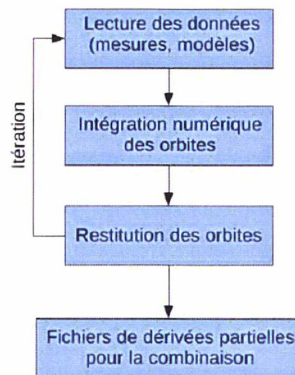 Lecture des données
(mesures, modèles)
Itération
Intégration numérique
des orbites
Restitution des orbites
Fichiers de dérivées partielles
pour la combinaison